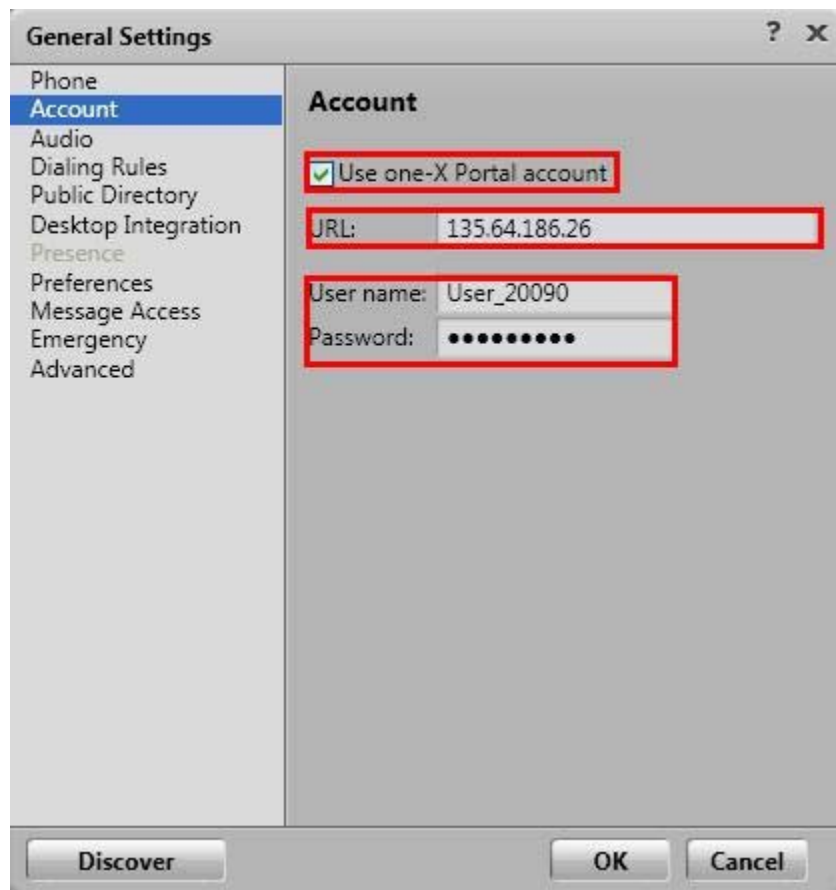 General Settings ? x
Phone
Account
Audio
Dialing Rules
Public Directory
Desktop Integration
Presence
Preferences
Message Access
Emergency
Advanced
Account
Use one-X Portal account
URL: 135.64.186.26
User name: User_20090
Password: ●●●●●●●●●
Discover OK Cancel